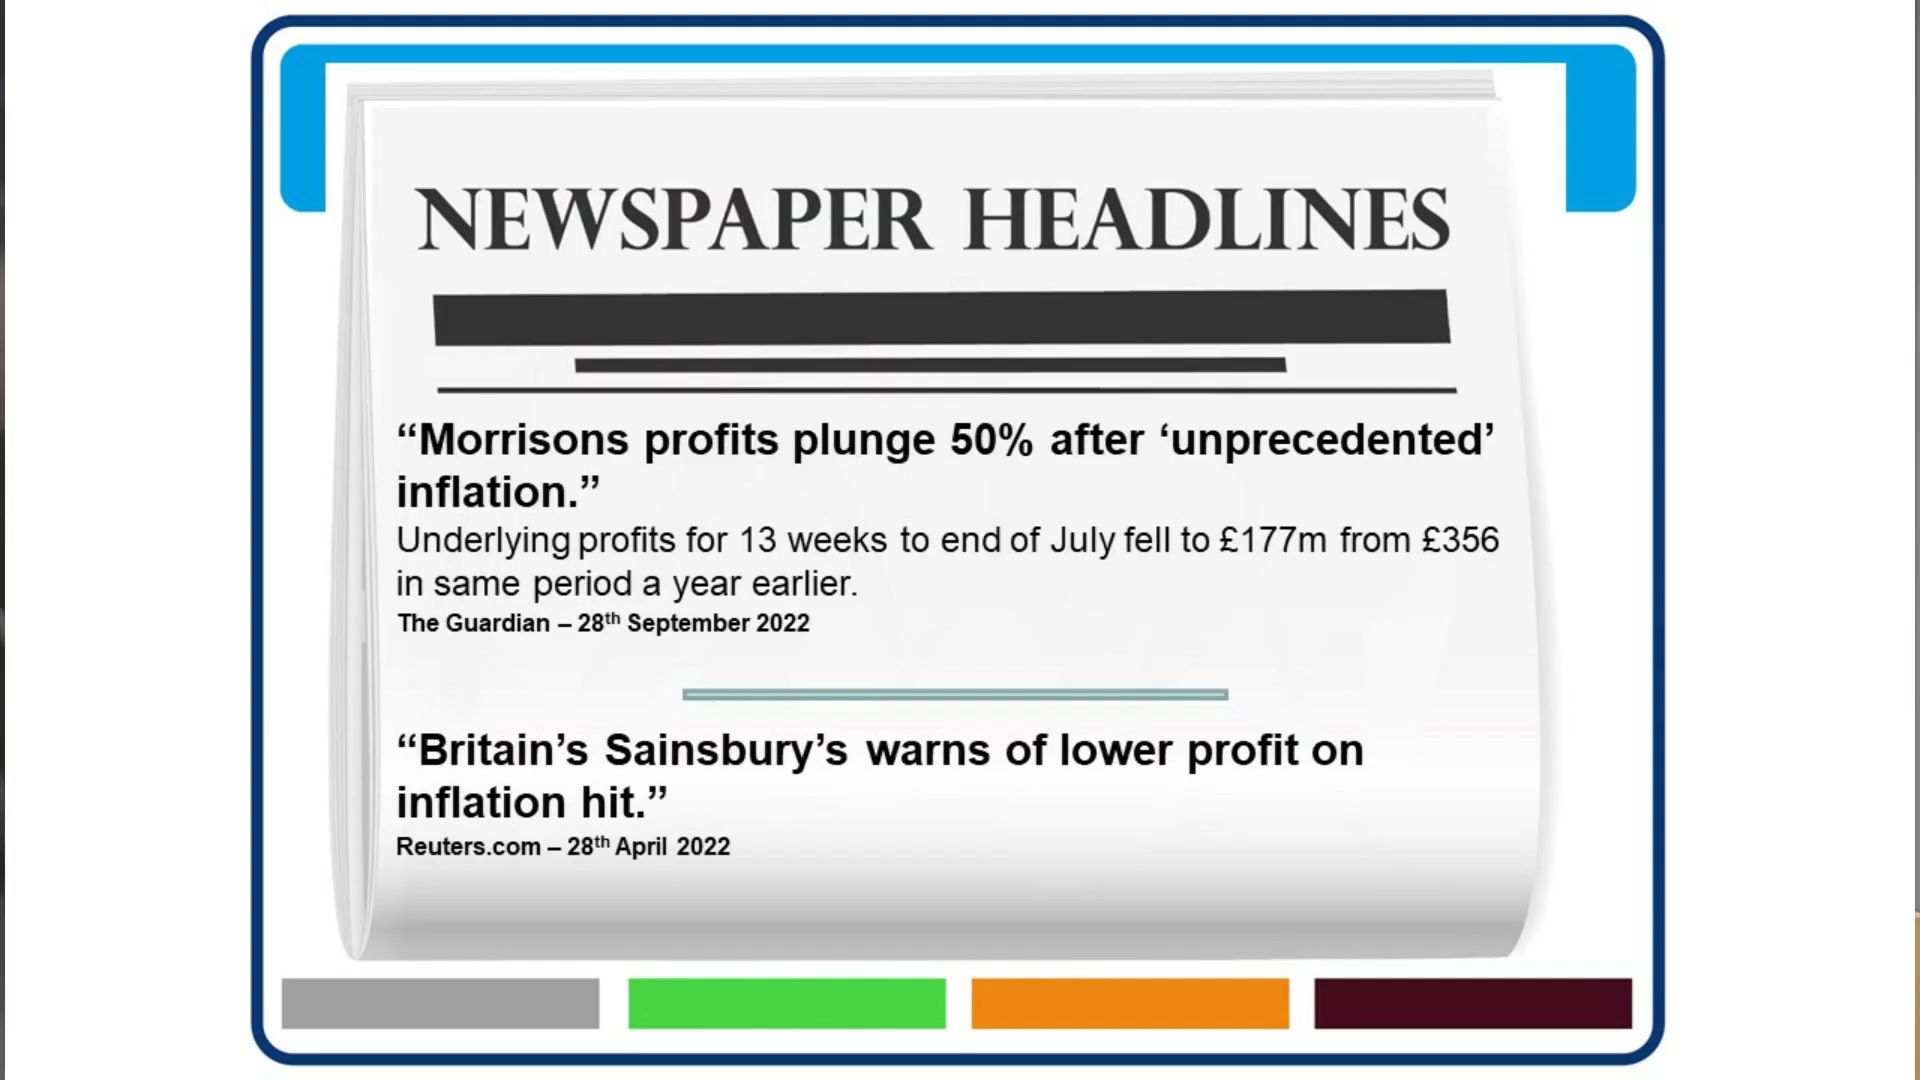 NEWSPAPER HEADLINES
“Morrisons profits plunge 50% after ‘unprecedented’
inflation.”
Underlying profits for 13 weeks to end of July fell to £177m from £356
in same period a year earlier.
The Guardian – 28th September 2022
“Britain’s Sainsbury’s warns of lower profit on
inflation hit.”
Reuters.com – 28th April 2022